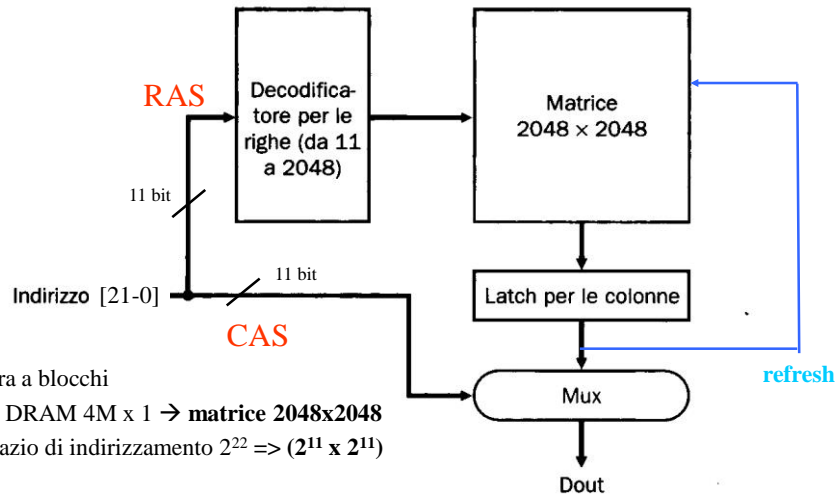 RAS
Decodifica-
tore per le
righe (da 11
a 2048)
Matrice
2048 × 2048
11 bit
11 bit
Indirizzo [21-0]
Latch per le colonne
CAS
refresh
ra a blocchi
Mux
DRAM 4M x 1 → matrice 2048x2048
azio di indirizzamento 2²² => (2¹¹ x 2¹¹)
Dout